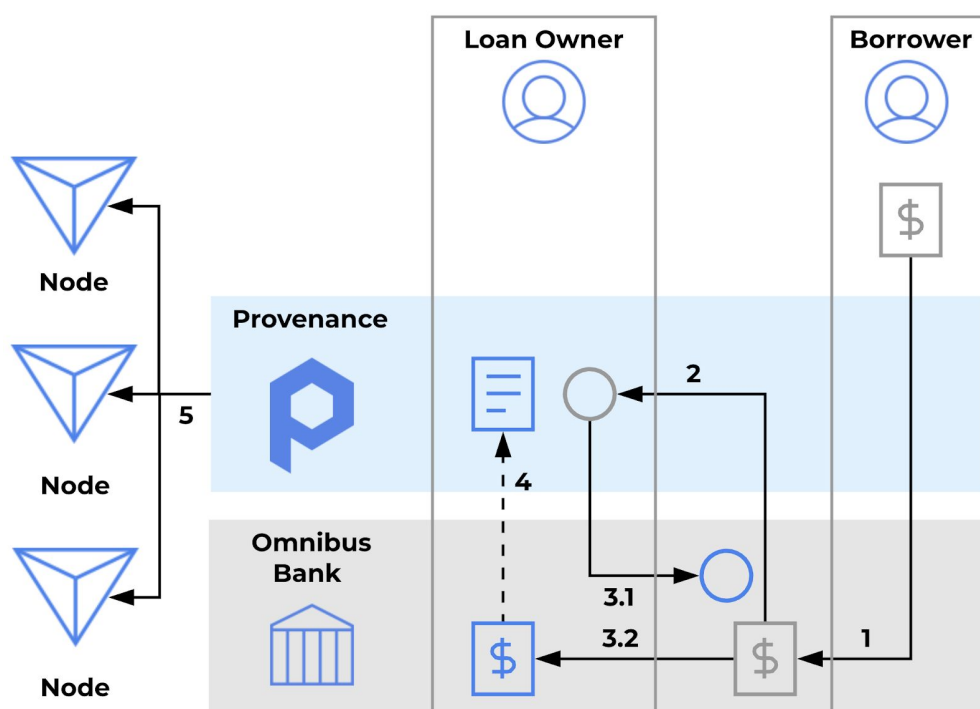 Loan Owner
Borrower
$
Node
Provenance
2
5
Node
4
Omnibus
Bank
3.1
3.2
1
$
$
Node